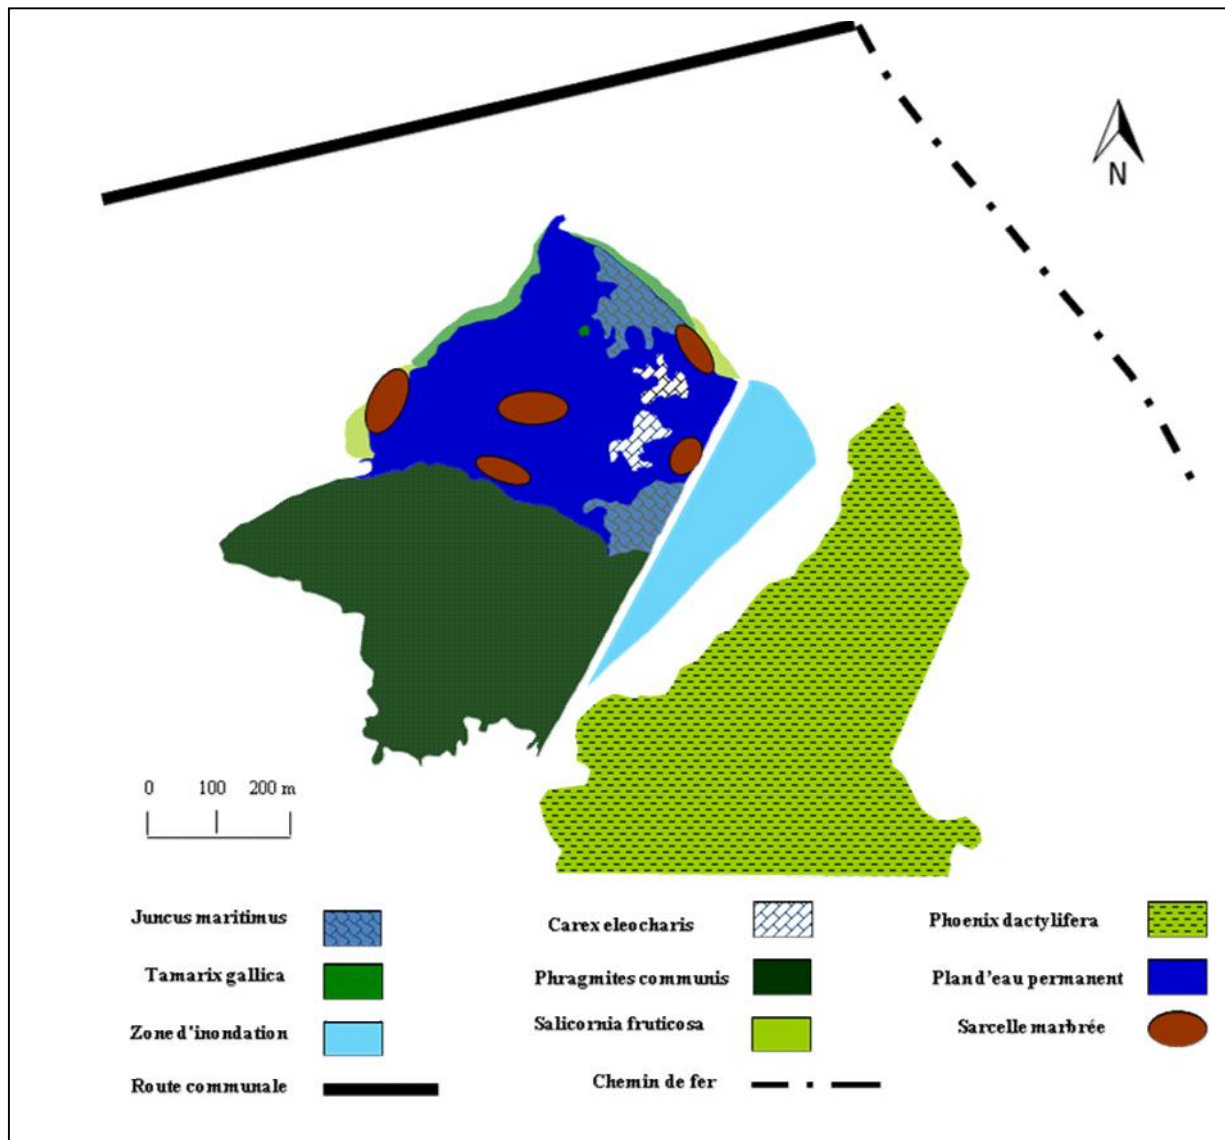 N
0 100 200 m
Juncus maritimus
Carex eleocharis
Phoenix dactylifera
Tamarix gallica
Phragmites communis
Plan d'eau permanent
Zone d'inondation
Salicornia fruticosa
Sarcelle marbrée
Route communale
Chemin de fer